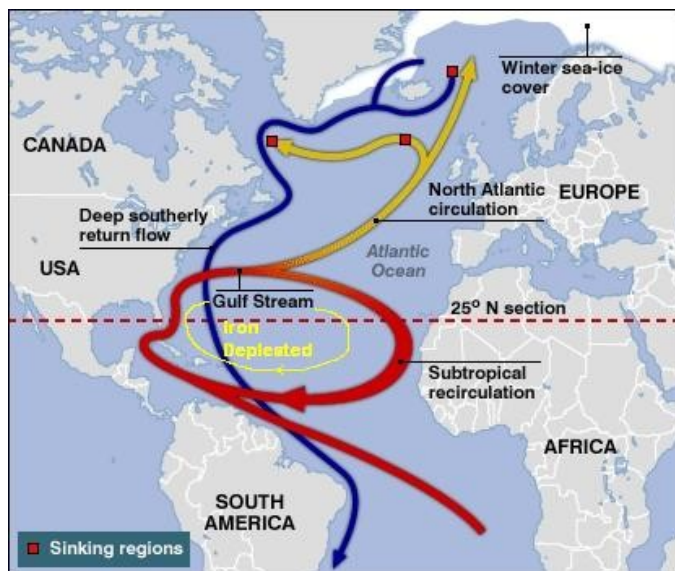 Winter sea-ice
cover
CANADA
North Atlantic
circulation
EUROPE
Deep southerly
return flow
Atlantic
Ocean
USA
Gulf Stream
25° N section
Iron
Depleated
Subtropical
recirculation
AFRICA
SOUTH
AMERICA
Sinking regions